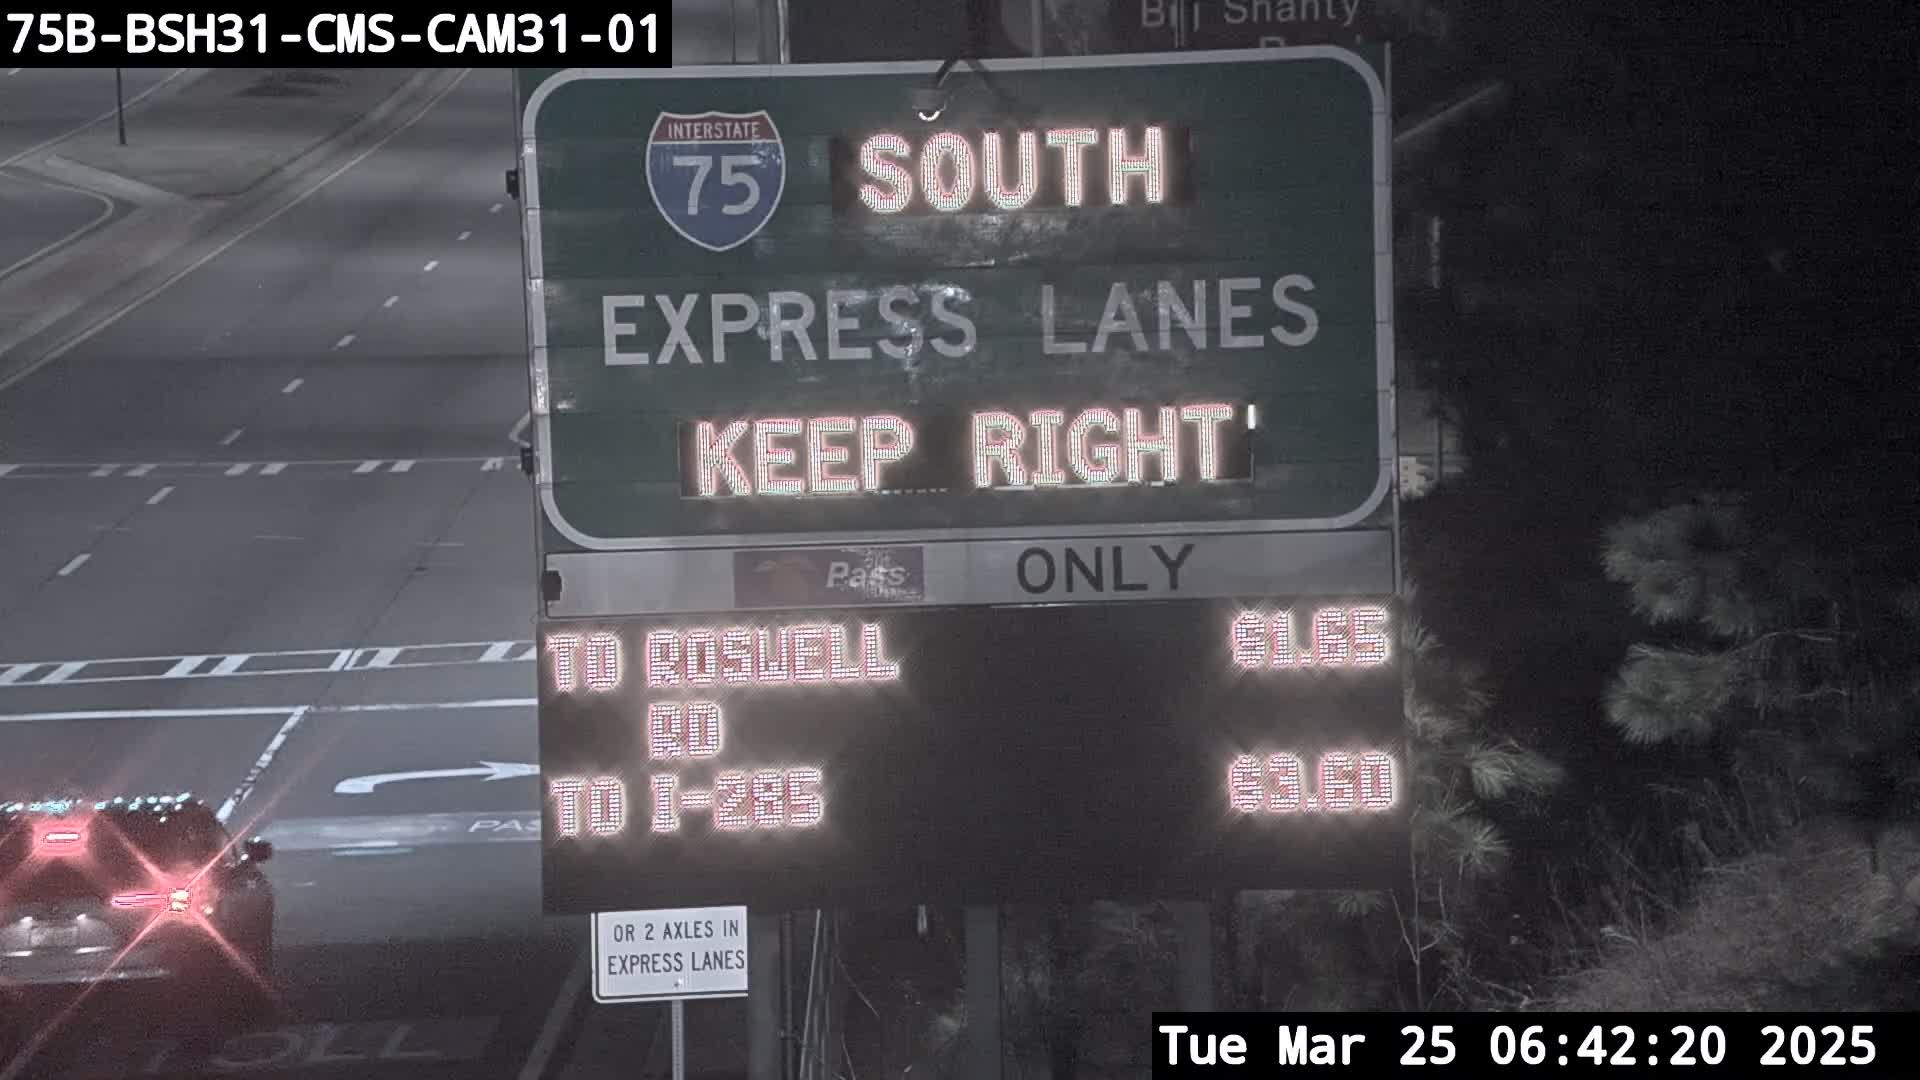 75B-BSH31-CMS-CAM31-01
Shanty
INTERSTATE
75
SOUTH
EXPRESS LANES
KEEP RIGHT
Pass ONLY
TO ROSWELL $1.65
RD
TO I-285 $3.60
OR 2 AXLES IN
EXPRESS LANES
TOLL
Tue Mar 25 06:42:20 2025